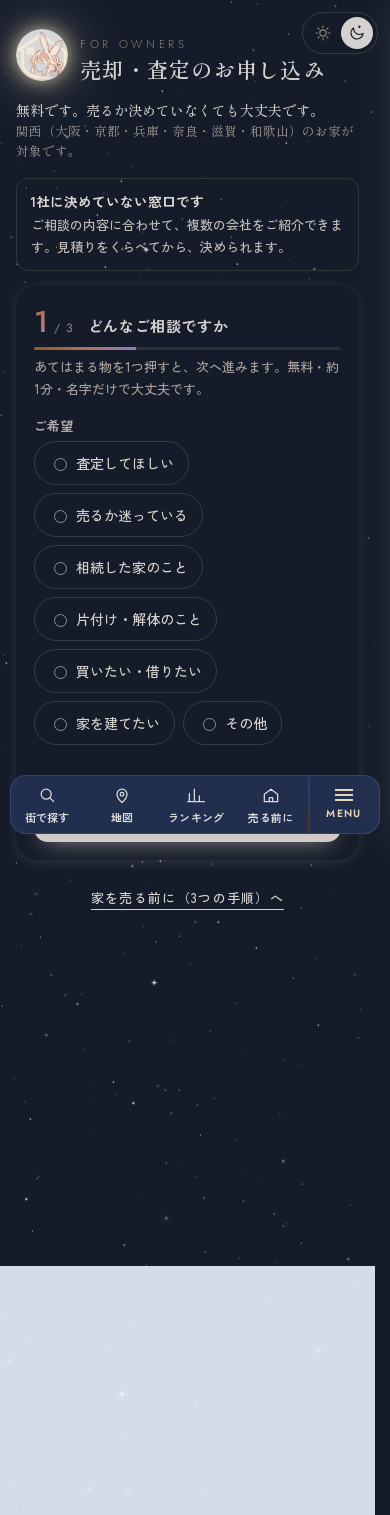 FOR OWNERS
売却・査定のお申し込み
無料です。売るか決めていなくても大丈夫です。
関西（大阪・京都・兵庫・奈良・滋賀・和歌山）のお家が
対象です。
1社に決めていない窓口です
ご相談の内容に合わせて、複数の会社をご紹介できま
す。見積りをくらべてから、決められます。
1 / 3 どんなご相談ですか
あてはまる物を1つ押すと、次へ進みます。無料・約
1分・名字だけで大丈夫です。
ご希望
査定してほしい
売るか迷っている
相続した家のこと
片付け・解体のこと
買いたい・借りたい
家を建てたい その他
街で探す 地図 ランキング 売る前に MENU
家を売る前に（3つの手順）へ